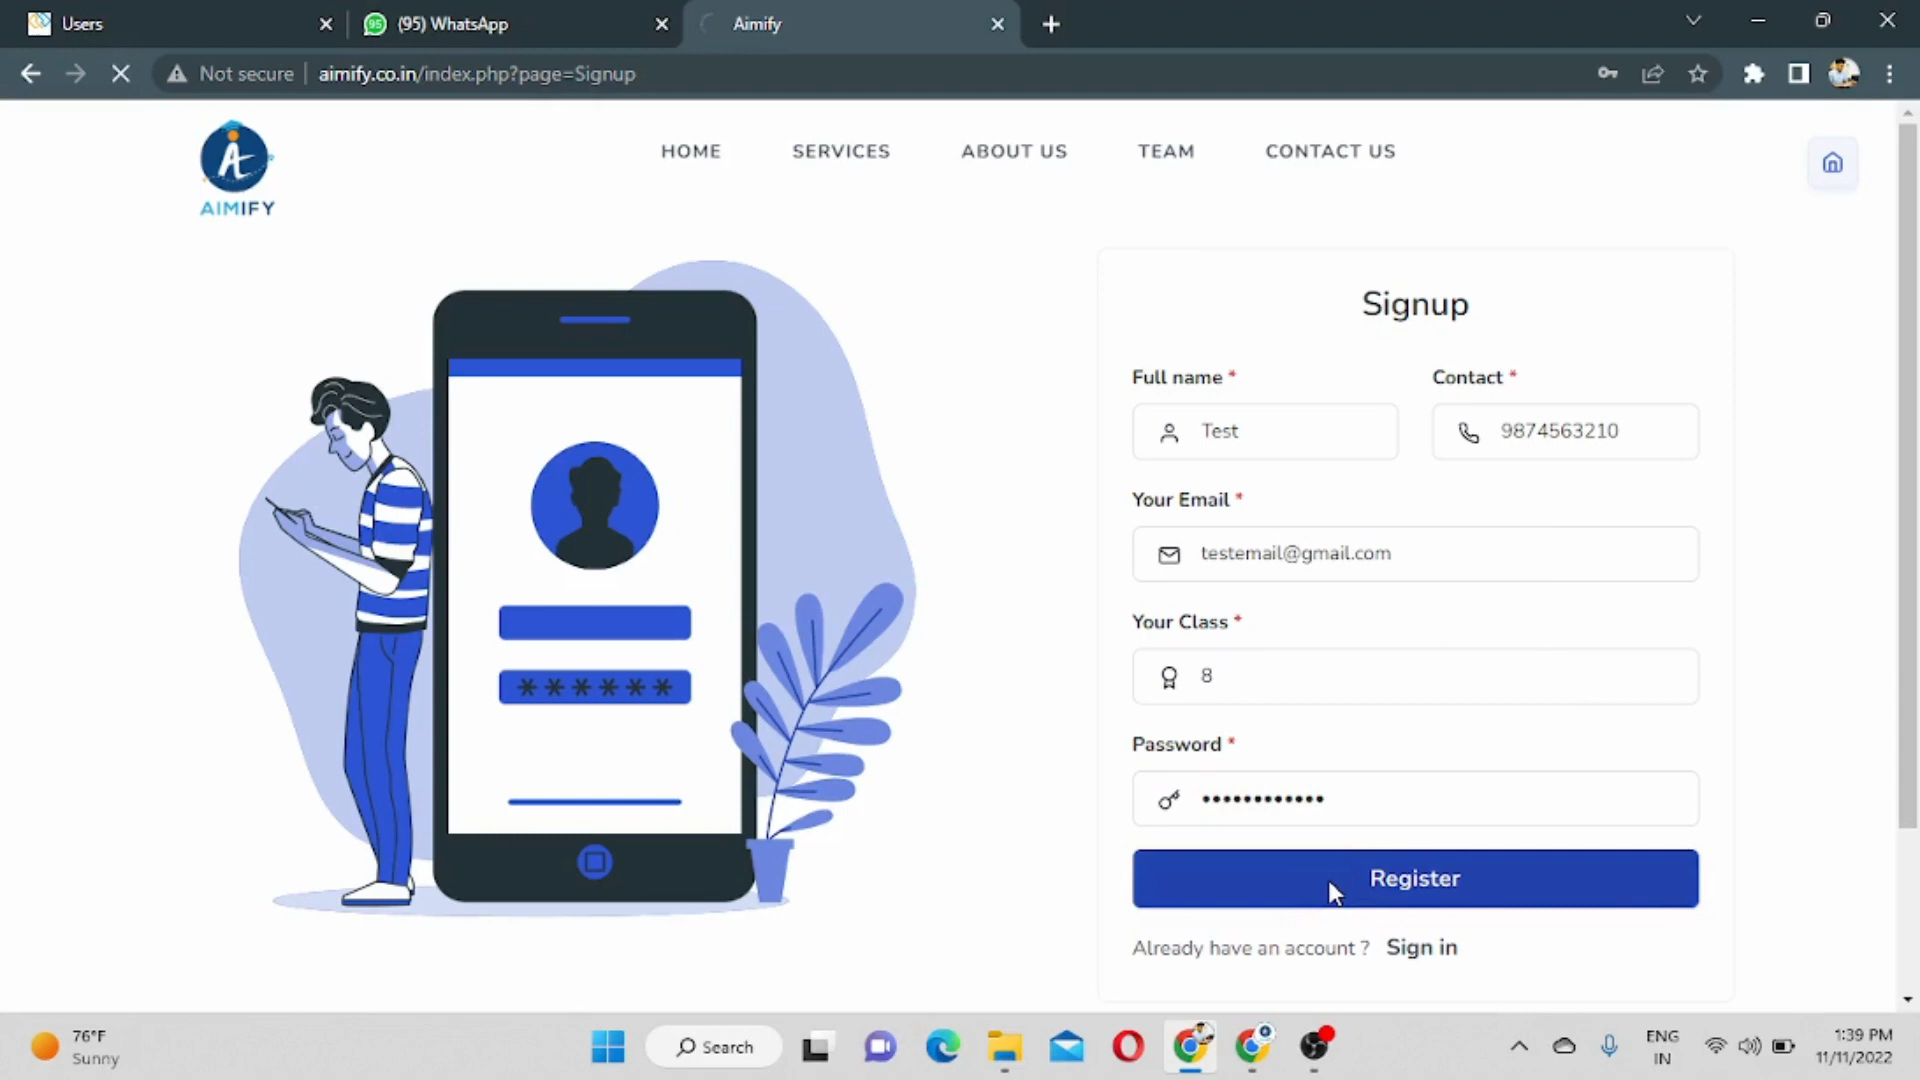 Users
95
(95) WhatsApp
Aimify
Not secure
aimify.co.in/index.php?page=Signup
AIMIFY
HOME
SERVICES
ABOUT US
TEAM
CONTACT US
Signup
Full name *
Contact *
Test
9874563210
Your Email *
testemail@gmail.com
Your Class *
8
Password *
••••••••••••
******
Register
Already have an account ? Sign in
76°F
Sunny
Search
ENG
IN
1:39 PM
11/11/2022